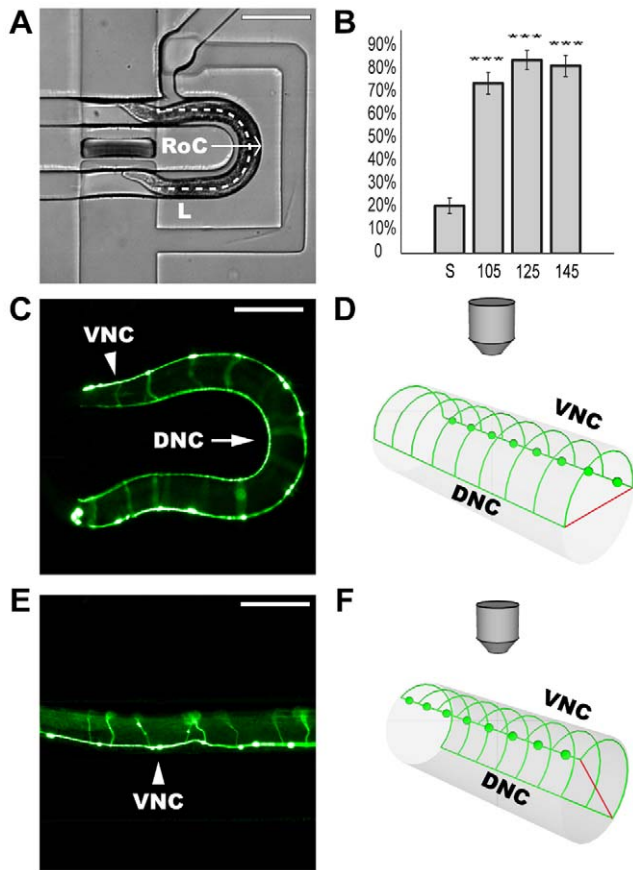 A
RoC
L
B
90%
80%
70%
60%
50%
40%
30%
20%
10%
0
***
***
***
S 105 125 145
C
VNC
DNC
D
VNC
DNC
E
VNC
F
VNC
DNC